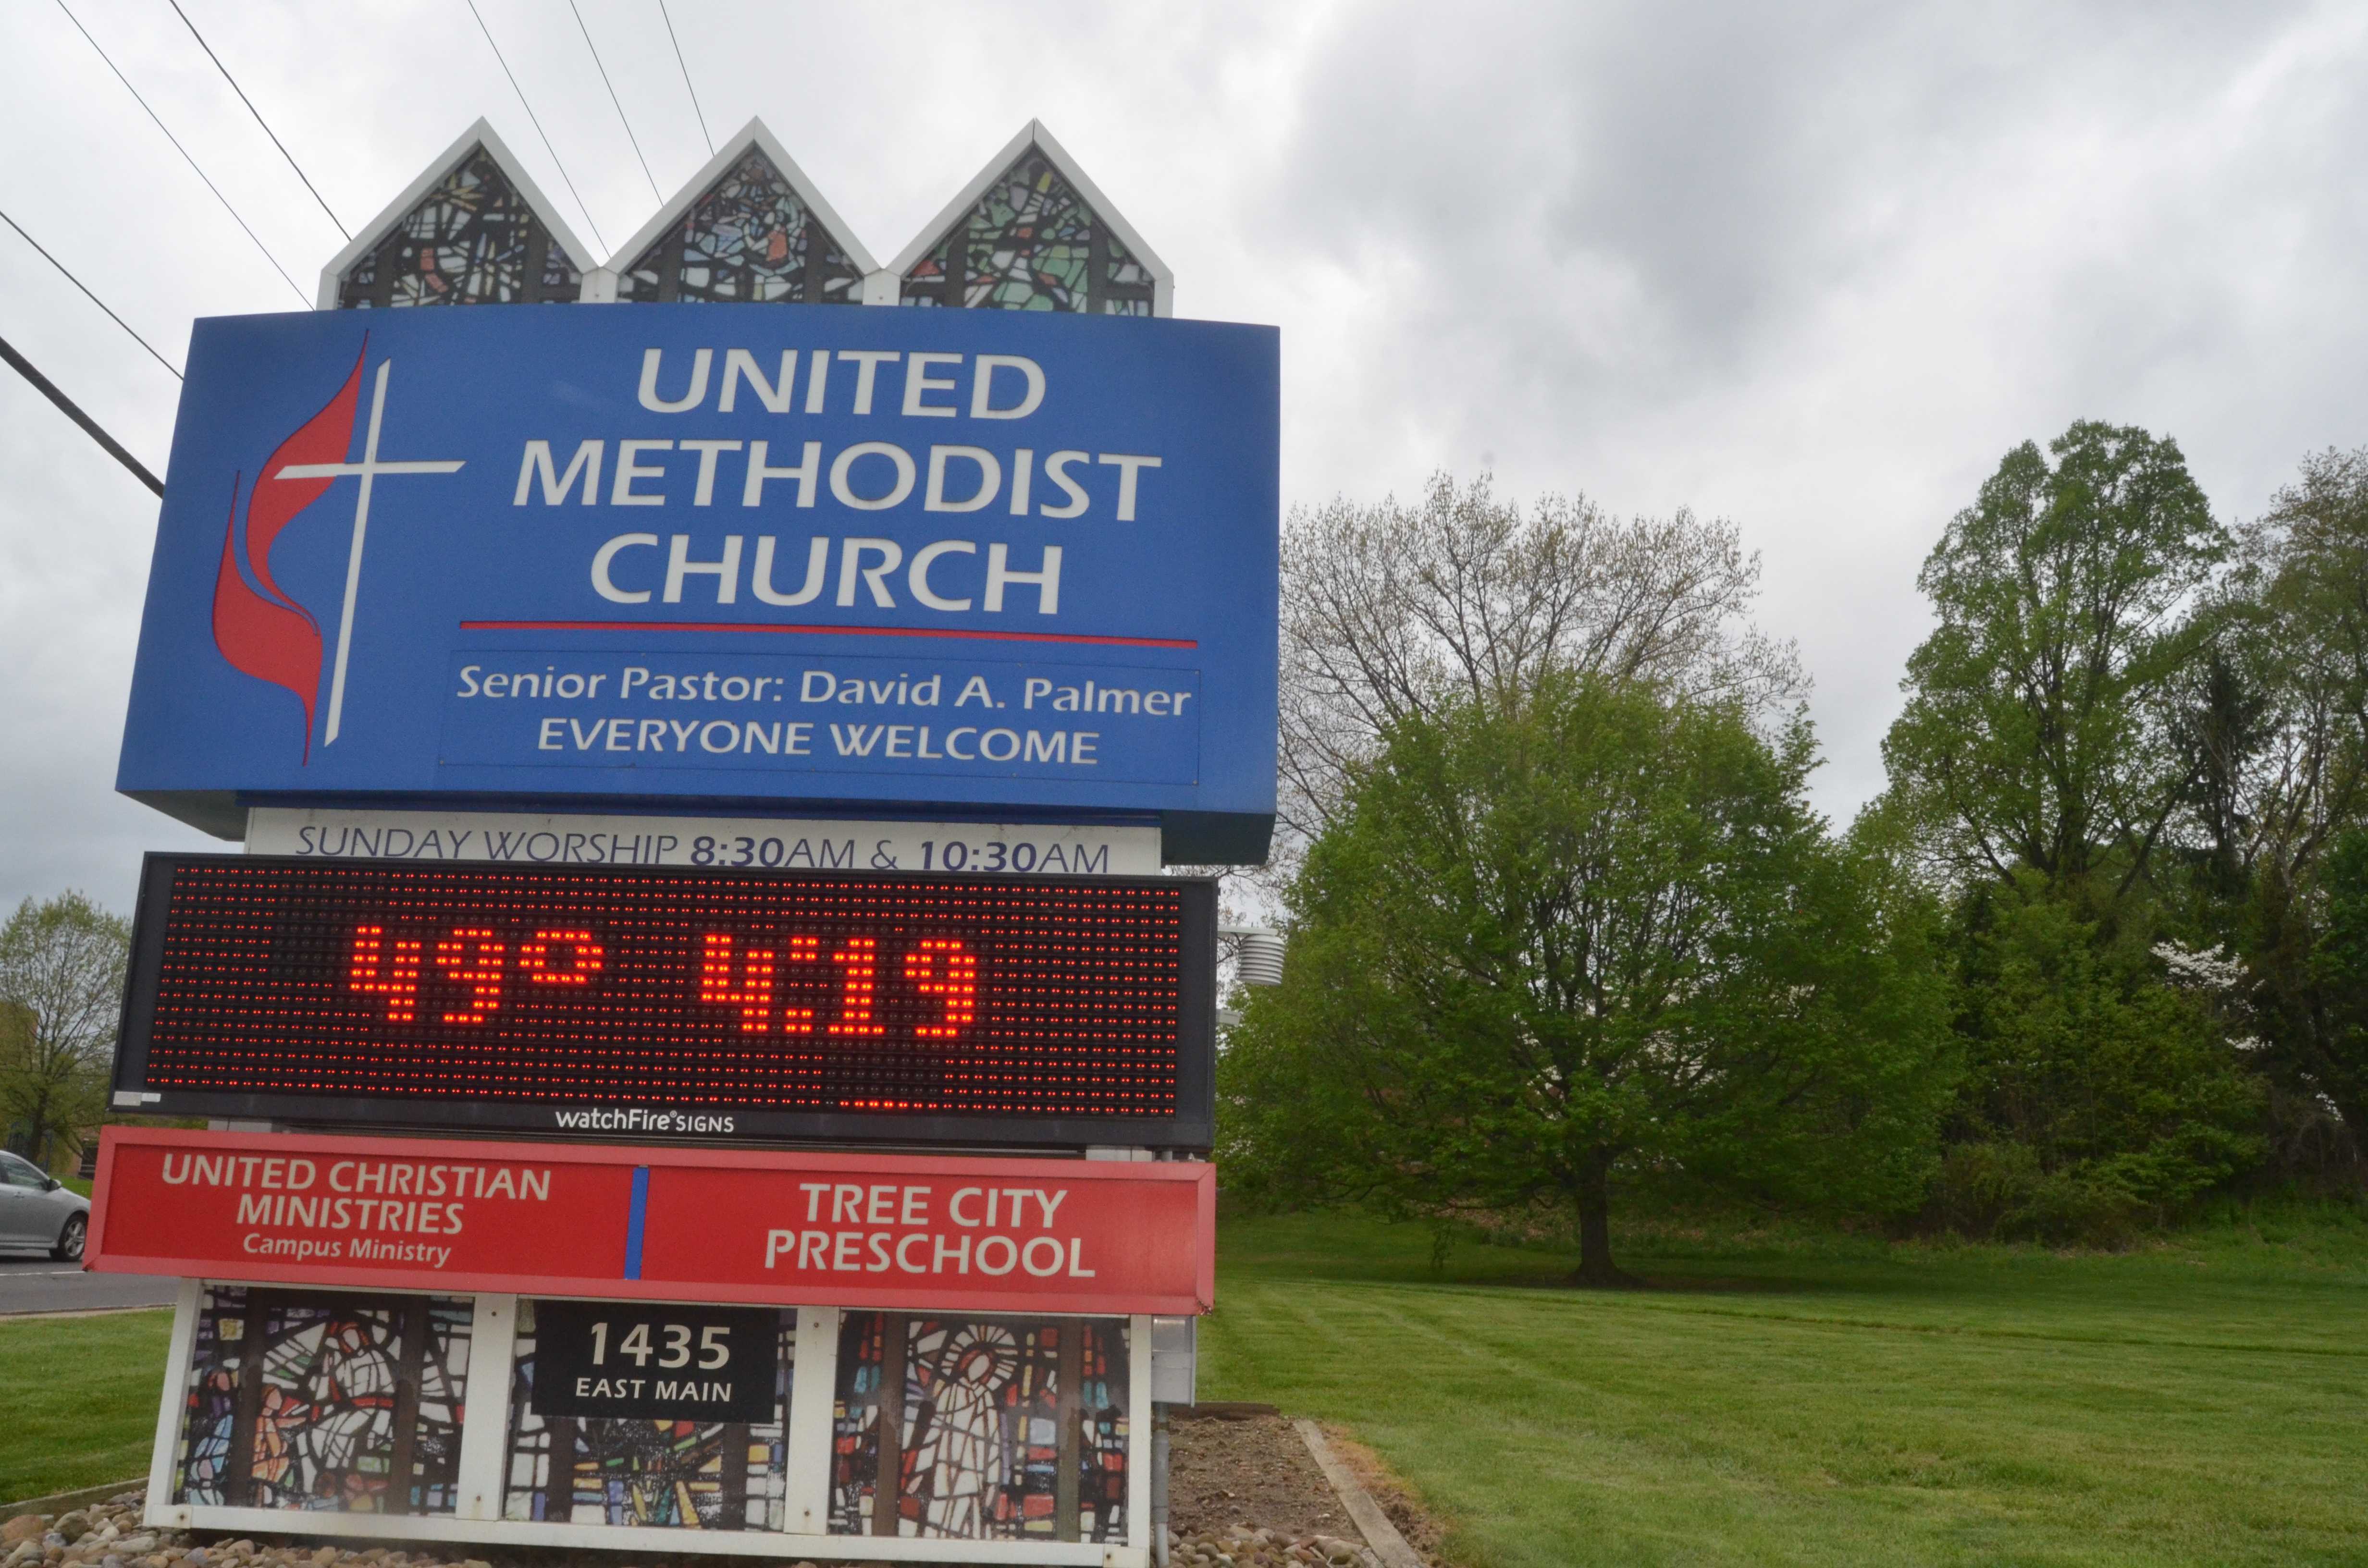 UNITED
METHODIST
CHURCH
Senior Pastor: David A. Palmer
EVERYONE WELCOME
SUNDAY WORSHIP 8:30AM & 10:30AM
49° 4:19
watchFire® SIGNS
UNITED CHRISTIAN
MINISTRIES
Campus Ministry
TREE CITY
PRESCHOOL
1435
EAST MAIN